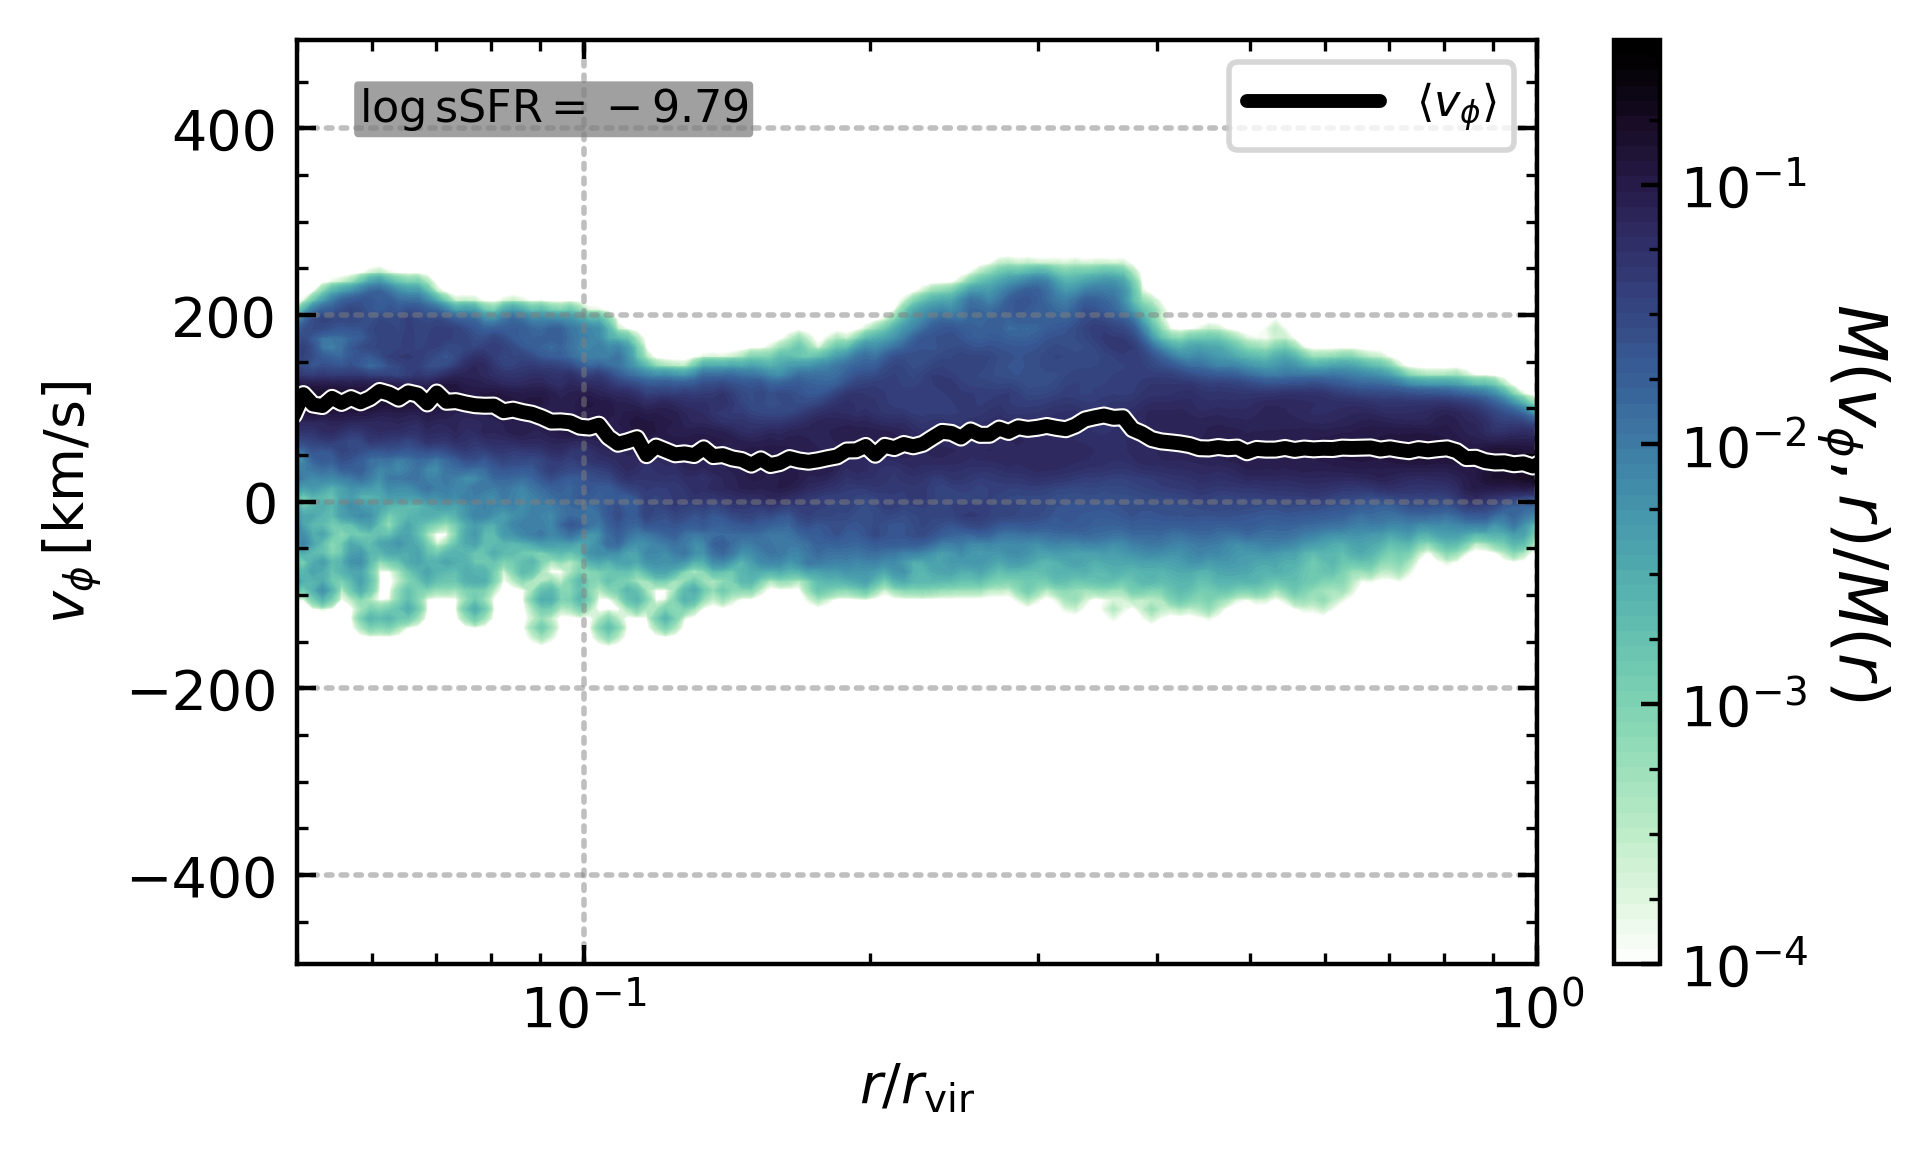 log sSFR = −9.79
⟨v_ϕ⟩
400
200
0
−200
−400
v_ϕ [km/s]
10^−1
10^0
r/r_vir
10^−1
10^−2
10^−3
10^−4
M(v_ϕ, r)/M(r)